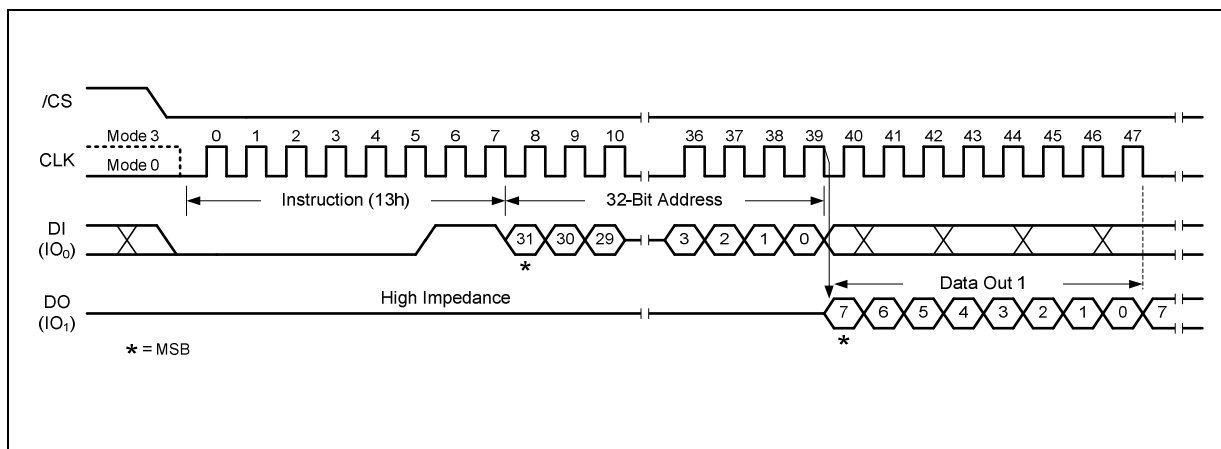 /CS
Mode 3
0 1 2 3 4 5 6 7 8 9 10 36 37 38 39 40 41 42 43 44 45 46 47
CLK
Mode 0
Instruction (13h) 32-Bit Address
DI
(IO0)
31 30 29 3 2 1 0
*
High Impedance
Data Out 1
DO
(IO1)
7 6 5 4 3 2 1 0 7
*
* = MSB